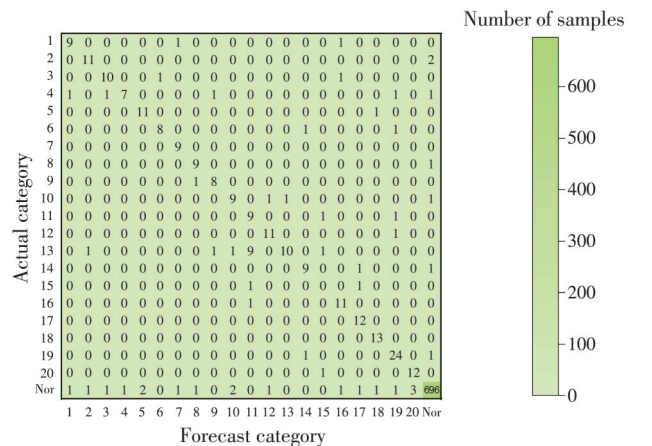 Number of samples
1 9 0 0 0 0 0 1 0 0 0 0 0 0 0 0 1 0 0 0 0 0
2 0 11 0 0 0 0 0 0 0 0 0 0 0 0 0 0 0 0 0 0 2
3 0 0 10 0 0 1 0 0 0 0 0 0 0 0 0 1 0 0 0 0 0
4 1 0 1 7 0 0 0 0 1 0 0 0 0 0 0 0 0 0 1 0 1
5 0 0 0 0 11 0 0 0 0 0 0 0 0 0 0 0 0 1 0 0 0
6 0 0 0 0 0 8 0 0 0 0 0 0 0 1 0 0 0 0 1 0 0
7 0 0 0 0 0 0 9 0 0 0 0 0 0 0 0 0 0 0 0 0 0
8 0 0 0 0 0 0 0 9 0 0 0 0 0 0 0 0 0 0 0 0 1
9 0 0 0 0 0 0 0 1 8 0 0 0 0 0 0 0 0 0 0 0 0
10 0 0 0 0 0 0 0 0 0 9 0 1 1 0 0 0 0 0 0 0 1
11 0 0 0 0 0 0 0 0 0 0 9 0 0 0 1 0 0 0 1 0 0
12 0 0 0 0 0 0 0 0 0 0 0 11 0 0 0 0 0 0 1 0 0
13 0 1 0 0 0 0 0 0 1 1 9 0 10 0 1 0 0 0 0 0 0
14 0 0 0 0 0 0 0 0 0 0 0 0 0 9 0 0 1 0 0 0 1
15 0 0 0 0 0 0 0 0 0 0 1 0 0 0 0 0 1 0 0 0 0
16 0 0 0 0 0 0 0 0 0 0 1 0 0 0 0 11 0 0 0 0 0
17 0 0 0 0 0 0 0 0 0 0 0 0 0 0 0 0 12 0 0 0 0
18 0 0 0 0 0 0 0 0 0 0 0 0 0 0 0 0 0 13 0 0 0
19 0 0 0 0 0 0 0 0 0 0 0 0 0 1 0 0 0 0 24 0 1
20 0 0 0 0 0 0 0 0 0 0 0 0 0 0 1 0 0 0 0 12 0
Nor 1 1 1 1 2 0 1 1 0 2 0 1 0 0 0 1 1 1 1 3 696
1 2 3 4 5 6 7 8 9 10 11 12 13 14 15 16 17 18 19 20 Nor
Forecast category
Actual category
600
500
400
300
200
100
0